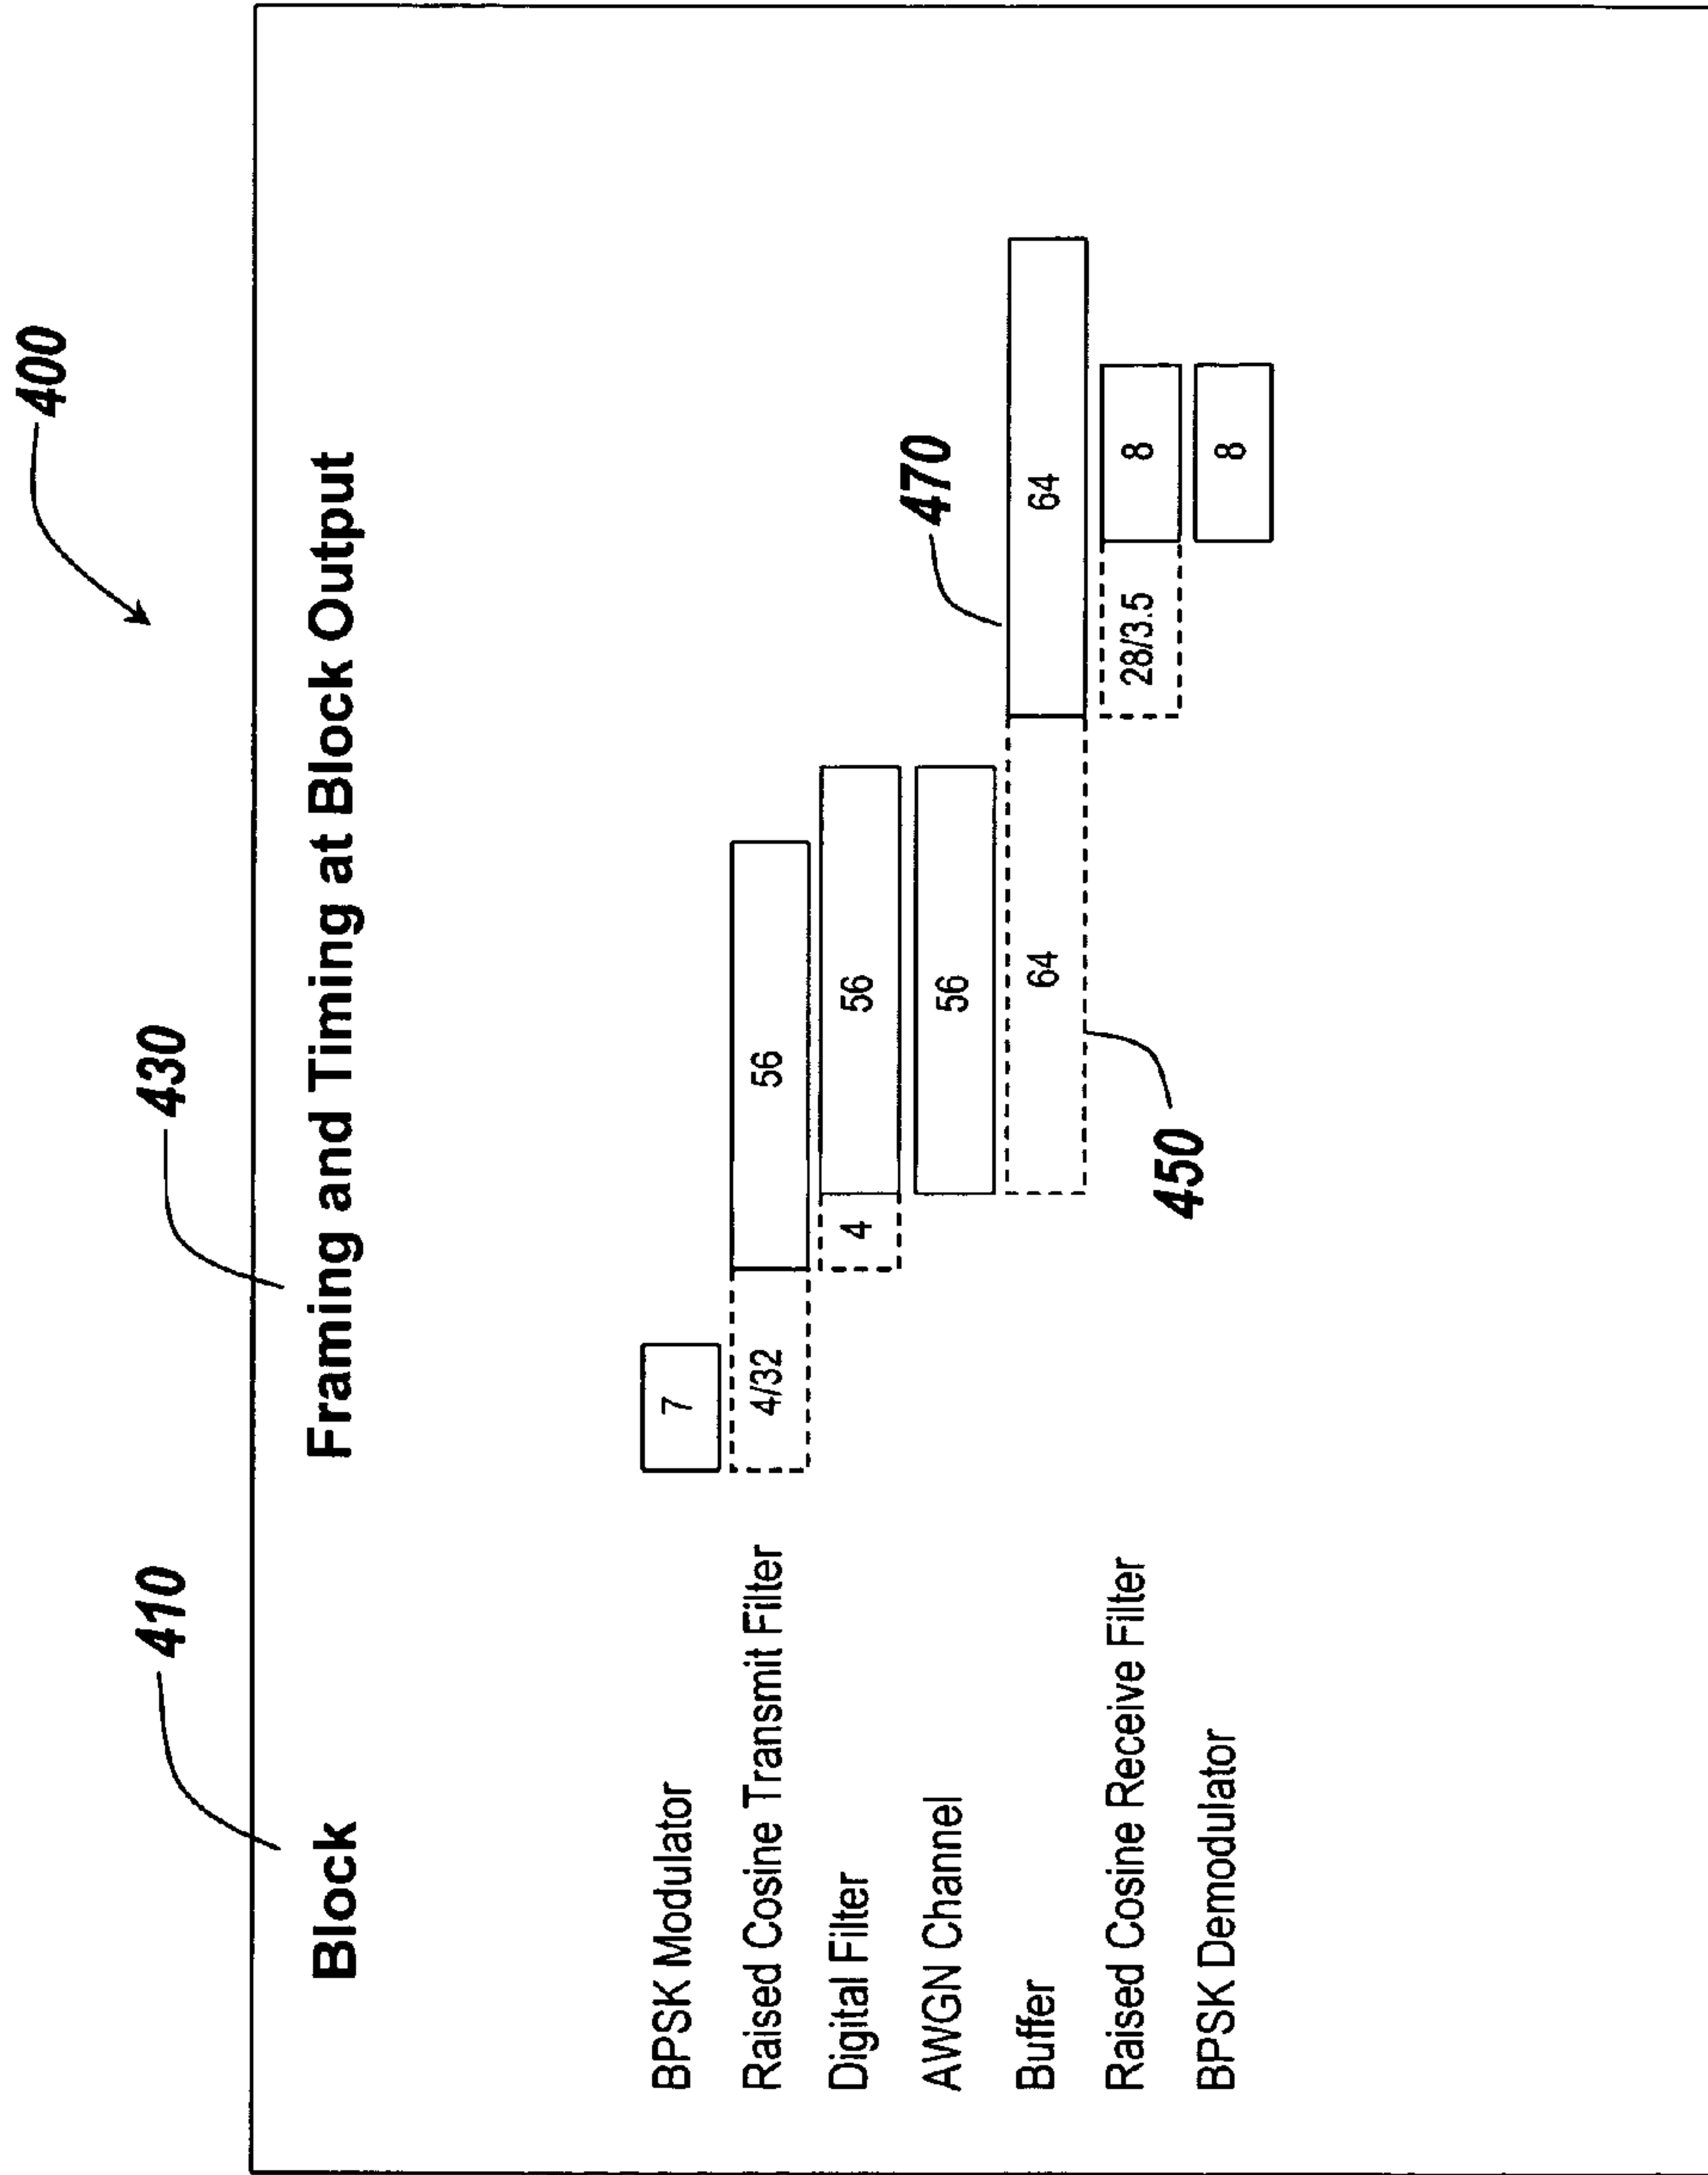 400
410
430
Block
Framing and Timing at Block Output
BPSK Modulator
7
Raised Cosine Transmit Filter
4/32
56
Digital Filter
4
56
AWGN Channel
56
470
Buffer
64
64
Raised Cosine Receive Filter
28/3.5
8
450
BPSK Demodulator
8